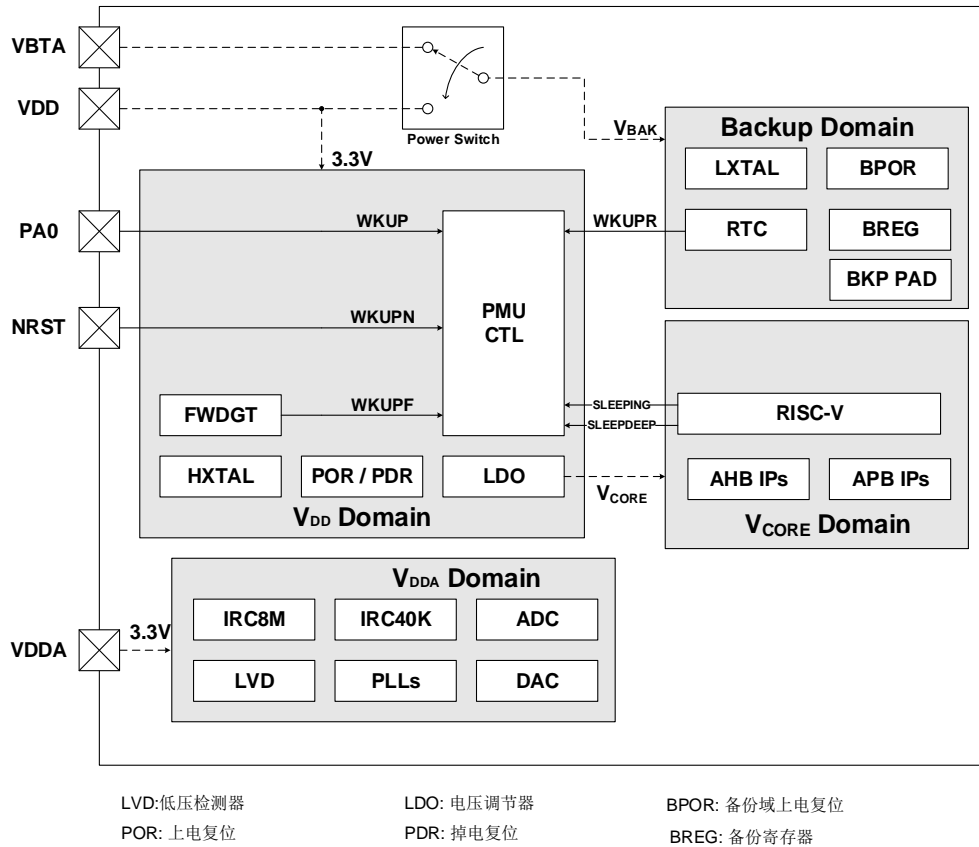 VBTA
VDD
Power Switch
3.3V
VBAK
Backup Domain
LXTAL
BPOR
RTC
BREG
BKP PAD
PA0
WKUP
WKUPR
NRST
WKUPN
PMU
CTL
FWDGT
WKUPF
SLEEPING
SLEEPDEEP
RISC-V
HXTAL
POR / PDR
LDO
VCORE
AHB IPs
APB IPs
VDD Domain
VCORE Domain
VDDA Domain
VDDA
3.3V
IRC8M
IRC40K
ADC
LVD
PLLs
DAC
LVD:低压检测器
LDO: 电压调节器
BPOR: 备份域上电复位
POR: 上电复位
PDR: 掉电复位
BREG: 备份寄存器